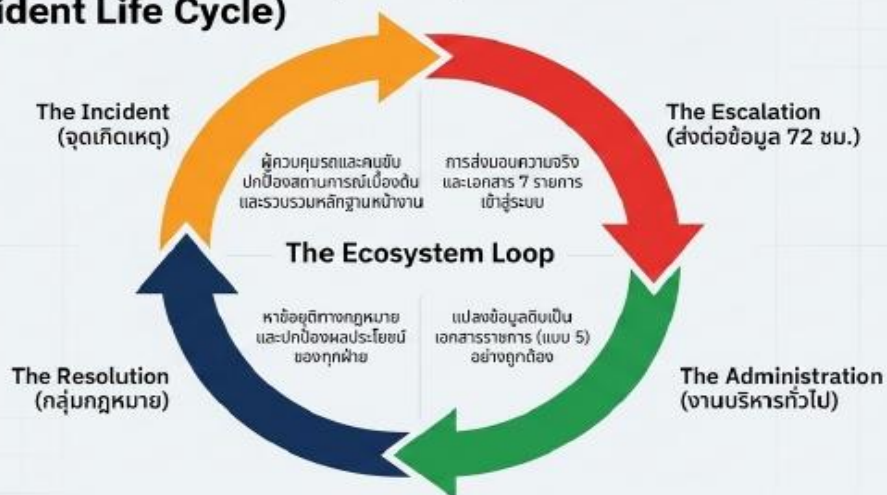 ident Life Cycle)
The Incident
(จุดเกิดเหตุ)
The Escalation
(ส่งต่อข้อมูล 72 ชม.)
ผู้ควบคุมรถและคนขับ
ปกป้องสถานการณ์เบื้องต้น
และรวบรวมหลักฐานหน้างาน
การส่งมอบความจริง
และเอกสาร 7 รายการ
เข้าสู่ระบบ
The Ecosystem Loop
หาข้อยุติทางกฎหมาย
และปกป้องผลประโยชน์
ของทุกฝ่าย
แปลงข้อมูลดิบเป็น
เอกสารราชการ (แบบ 5)
อย่างถูกต้อง
The Resolution
(กลุ่มกฎหมาย)
The Administration
(งานบริหารทั่วไป)